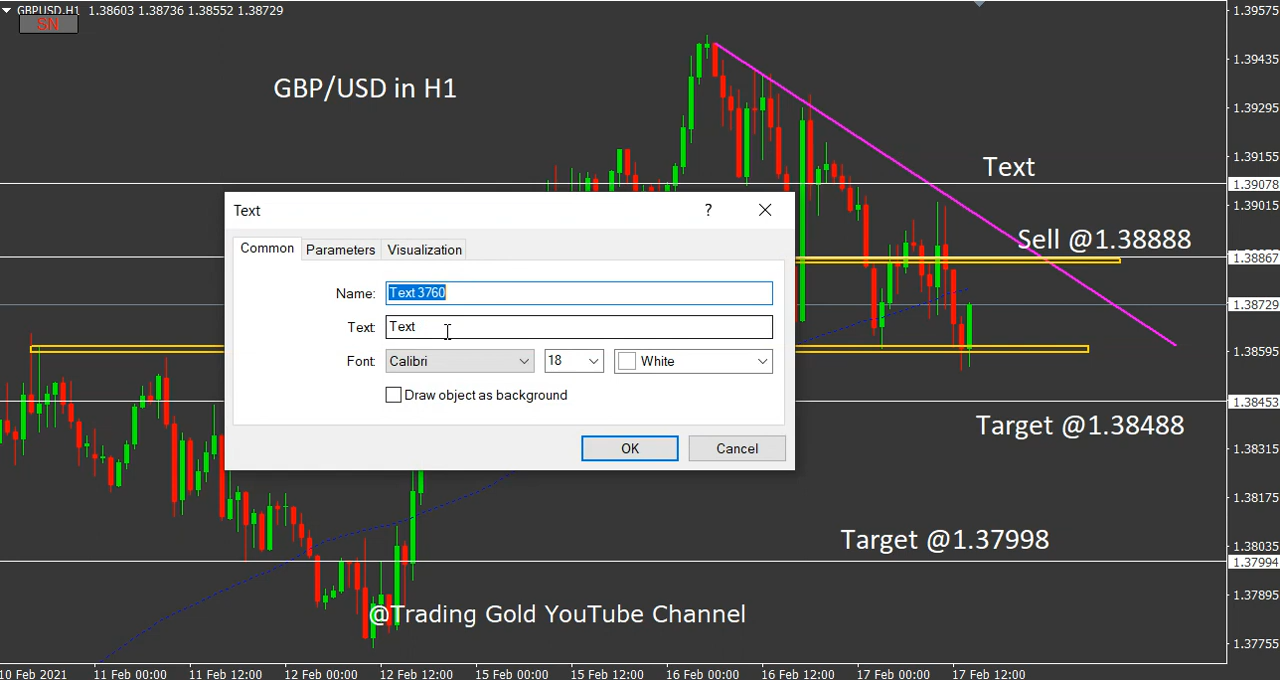 GBPUSD,H1 1.38603 1.38736 1.38552 1.38729
SN
GBP/USD in H1
Text
Sell @1.38888
Target @1.38488
Target @1.37998
@Trading Gold YouTube Channel
Text
?
Common Parameters Visualization
Name: Text 3760
Text: Text
Font: Calibri 18 White
Draw object as background
OK Cancel
1.39575
1.39435
1.39295
1.39155
1.39078
1.39015
1.38867
1.38729
1.38595
1.38453
1.38315
1.38175
1.38035
1.37994
1.37895
1.37755
10 Feb 2021 11 Feb 00:00 11 Feb 12:00 12 Feb 00:00 12 Feb 12:00 15 Feb 00:00 15 Feb 12:00 16 Feb 00:00 16 Feb 12:00 17 Feb 00:00 17 Feb 12:00